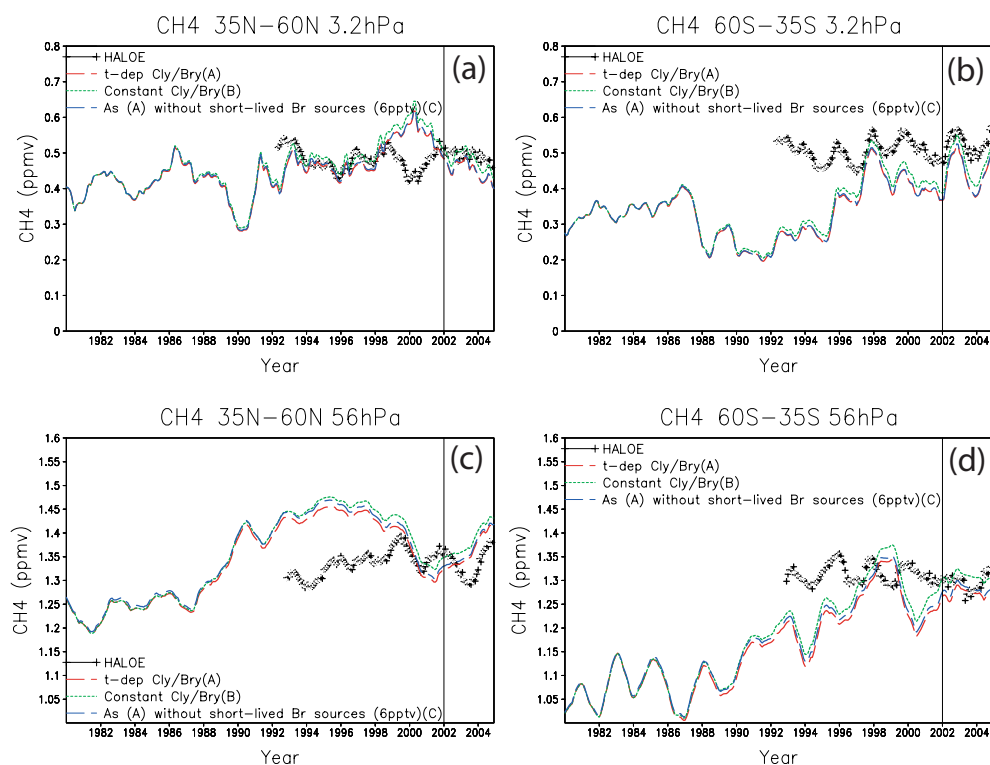 CH4 35N−60N 3.2hPa
(a)
HALOE
t-dep Cly/Bry(A)
Constant Cly/Bry(B)
As (A) without short-lived Br sources (6pptv)(C)
CH4 (ppmv)
0.8
0.7
0.6
0.5
0.4
0.3
0.2
0.1
0
1982 1984 1986 1988 1990 1992 1994 1996 1998 2000 2002 2004
Year
CH4 60S−35S 3.2hPa
(b)
HALOE
t-dep Cly/Bry(A)
Constant Cly/Bry(B)
As (A) without short-lived Br sources (6pptv)(C)
CH4 (ppmv)
0.8
0.7
0.6
0.5
0.4
0.3
0.2
0.1
0
1982 1984 1986 1988 1990 1992 1994 1996 1998 2000 2002 2004
Year
CH4 35N−60N 56hPa
(c)
CH4 (ppmv)
1.6
1.55
1.5
1.45
1.4
1.35
1.3
1.25
1.2
1.15
1.1
1.05
HALOE
t-dep Cly/Bry(A)
Constant Cly/Bry(B)
As (A) without short-lived Br sources (6pptv)(C)
1982 1984 1986 1988 1990 1992 1994 1996 1998 2000 2002 2004
Year
CH4 60S−35S 56hPa
(d)
HALOE
t-dep Cly/Bry(A)
Constant Cly/Bry(B)
As (A) without short-lived Br sources (6pptv)(C)
CH4 (ppmv)
1.6
1.55
1.5
1.45
1.4
1.35
1.3
1.25
1.2
1.15
1.1
1.05
1982 1984 1986 1988 1990 1992 1994 1996 1998 2000 2002 2004
Year